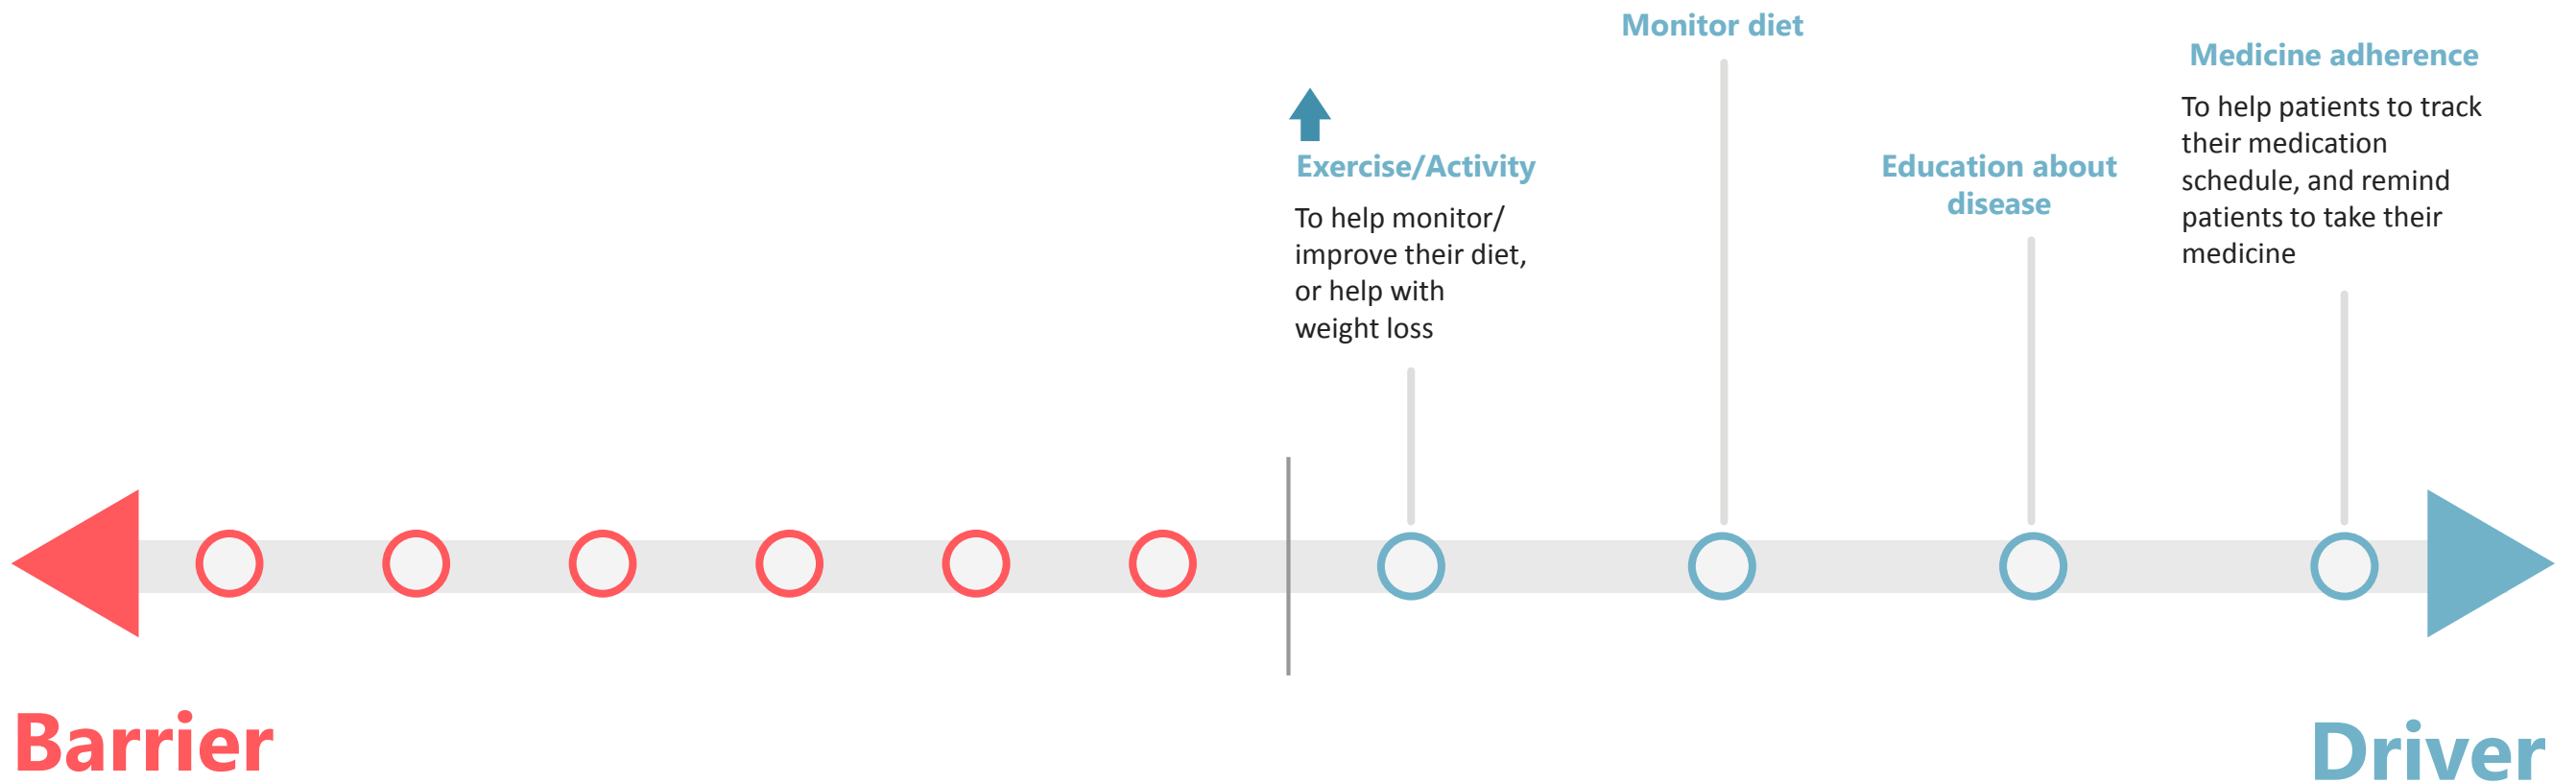 Monitor diet
Medicine adherence
To help patients to track
their medication
schedule, and remind
patients to take their
medicine
Exercise/Activity
To help monitor/
improve their diet,
or help with
weight loss
Education about
disease
Barrier
Driver